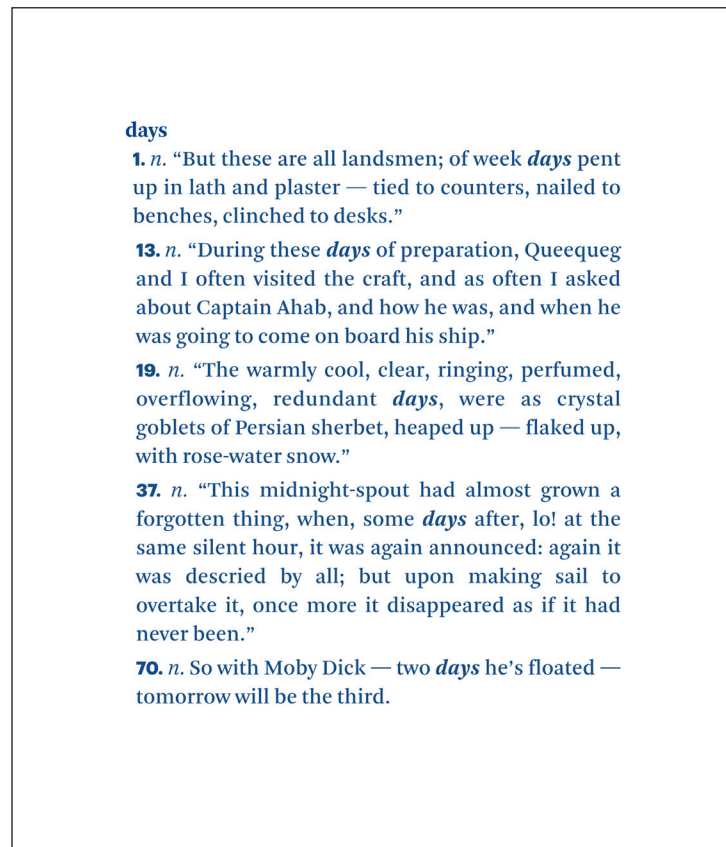 days
1. n. “But these are all landsmen; of week days pent
up in lath and plaster — tied to counters, nailed to
benches, clinched to desks.”
13. n. “During these days of preparation, Queequeg
and I often visited the craft, and as often I asked
about Captain Ahab, and how he was, and when he
was going to come on board his ship.”
19. n. “The warmly cool, clear, ringing, perfumed,
overflowing, redundant days, were as crystal
goblets of Persian sherbet, heaped up — flaked up,
with rose-water snow.”
37. n. “This midnight-spout had almost grown a
forgotten thing, when, some days after, lo! at the
same silent hour, it was again announced: again it
was descried by all; but upon making sail to
overtake it, once more it disappeared as if it had
never been.”
70. n. So with Moby Dick — two days he’s floated —
tomorrow will be the third.